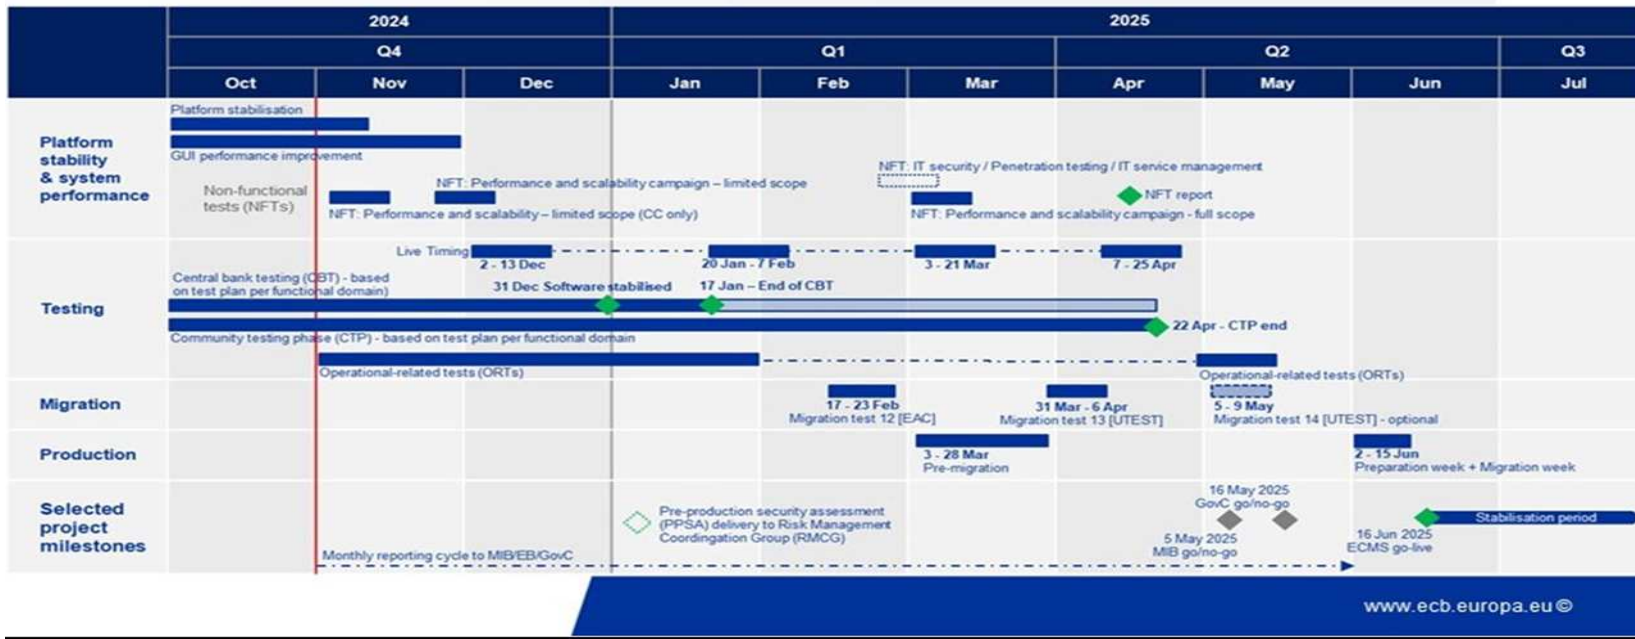 2024
2025
Q4
Q1
Q2
Q3
Oct
Nov
Dec
Jan
Feb
Mar
Apr
May
Jun
Jul
Platform
stability
& system
performance
Platform stabilisation
GUI performance improvement
Non-functional
tests (NFTs)
NFT: Performance and scalability campaign – limited scope
NFT: Performance and scalability – limited scope (CC only)
NFT: IT security / Penetration testing / IT service management
NFT: Performance and scalability campaign - full scope
NFT report
Testing
Live Timing
2 - 13 Dec
20 Jan - 7 Feb
3 - 21 Mar
7 - 25 Apr
Central bank testing (CBT) - based
on test plan per functional domain)
31 Dec Software stabilised
17 Jan – End of CBT
22 Apr - CTP end
Community testing phase (CTP) - based on test plan per functional domain
Operational-related tests (ORTs)
Operational-related tests (ORTs)
Migration
17 - 23 Feb
Migration test 12 [EAC]
31 Mar - 6 Apr
Migration test 13 [UTEST]
5 - 9 May
Migration test 14 [UTEST] - optional
Production
3 - 28 Mar
Pre-migration
2 - 15 Jun
Preparation week + Migration week
Selected
project
milestones
Pre-production security assessment
(PPSA) delivery to Risk Management
Coordingation Group (RMCG)
Monthly reporting cycle to MIB/EB/GovC
16 May 2025
GovC go/no-go
5 May 2025
MIB go/no-go
16 Jun 2025
ECMS go-live
Stabilisation period
www.ecb.europa.eu ©